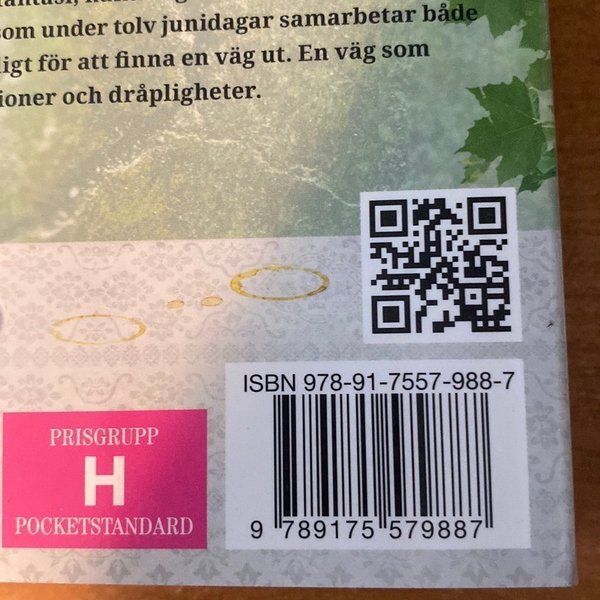 som under tolv junidagar samarbetar både
ligt för att finna en väg ut. En väg som
ioner och dråpligheter.
ISBN 978-91-7557-988-7
9 789175 579887
PRISGRUPP
H
POCKETSTANDARD